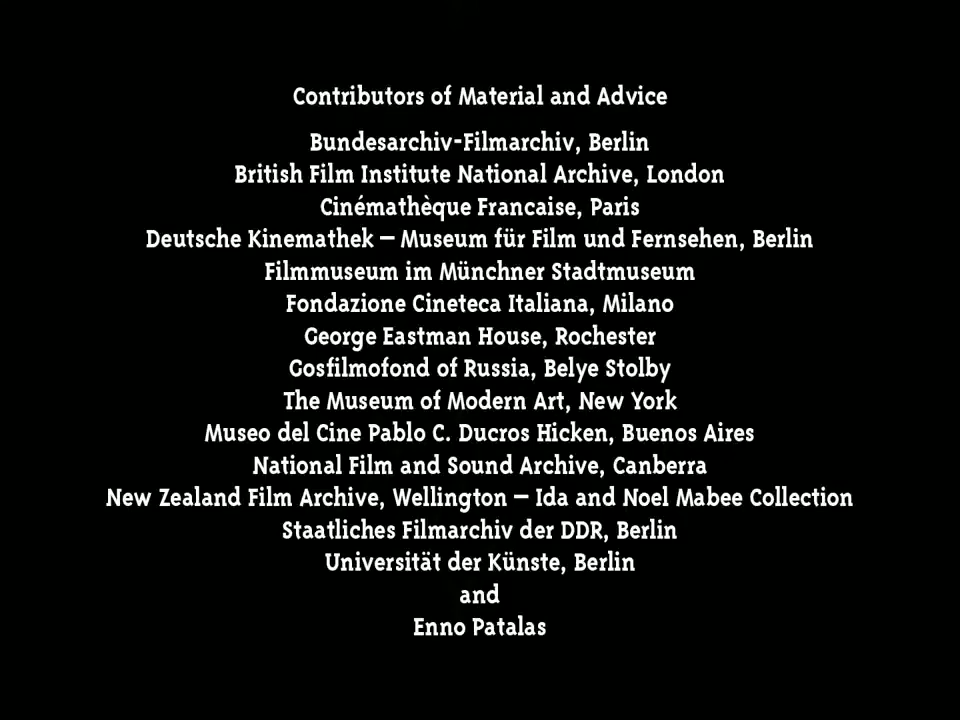 Contributors of Material and Advice
Bundesarchiv-Filmarchiv, Berlin
British Film Institute National Archive, London
Cinémathèque Francaise, Paris
Deutsche Kinemathek – Museum für Film und Fernsehen, Berlin
Filmmuseum im Münchner Stadtmuseum
Fondazione Cineteca Italiana, Milano
George Eastman House, Rochester
Gosfilmofond of Russia, Belye Stolby
The Museum of Modern Art, New York
Museo del Cine Pablo C. Ducros Hicken, Buenos Aires
National Film and Sound Archive, Canberra
New Zealand Film Archive, Wellington – Ida and Noel Mabee Collection
Staatliches Filmarchiv der DDR, Berlin
Universität der Künste, Berlin
and
Enno Patalas